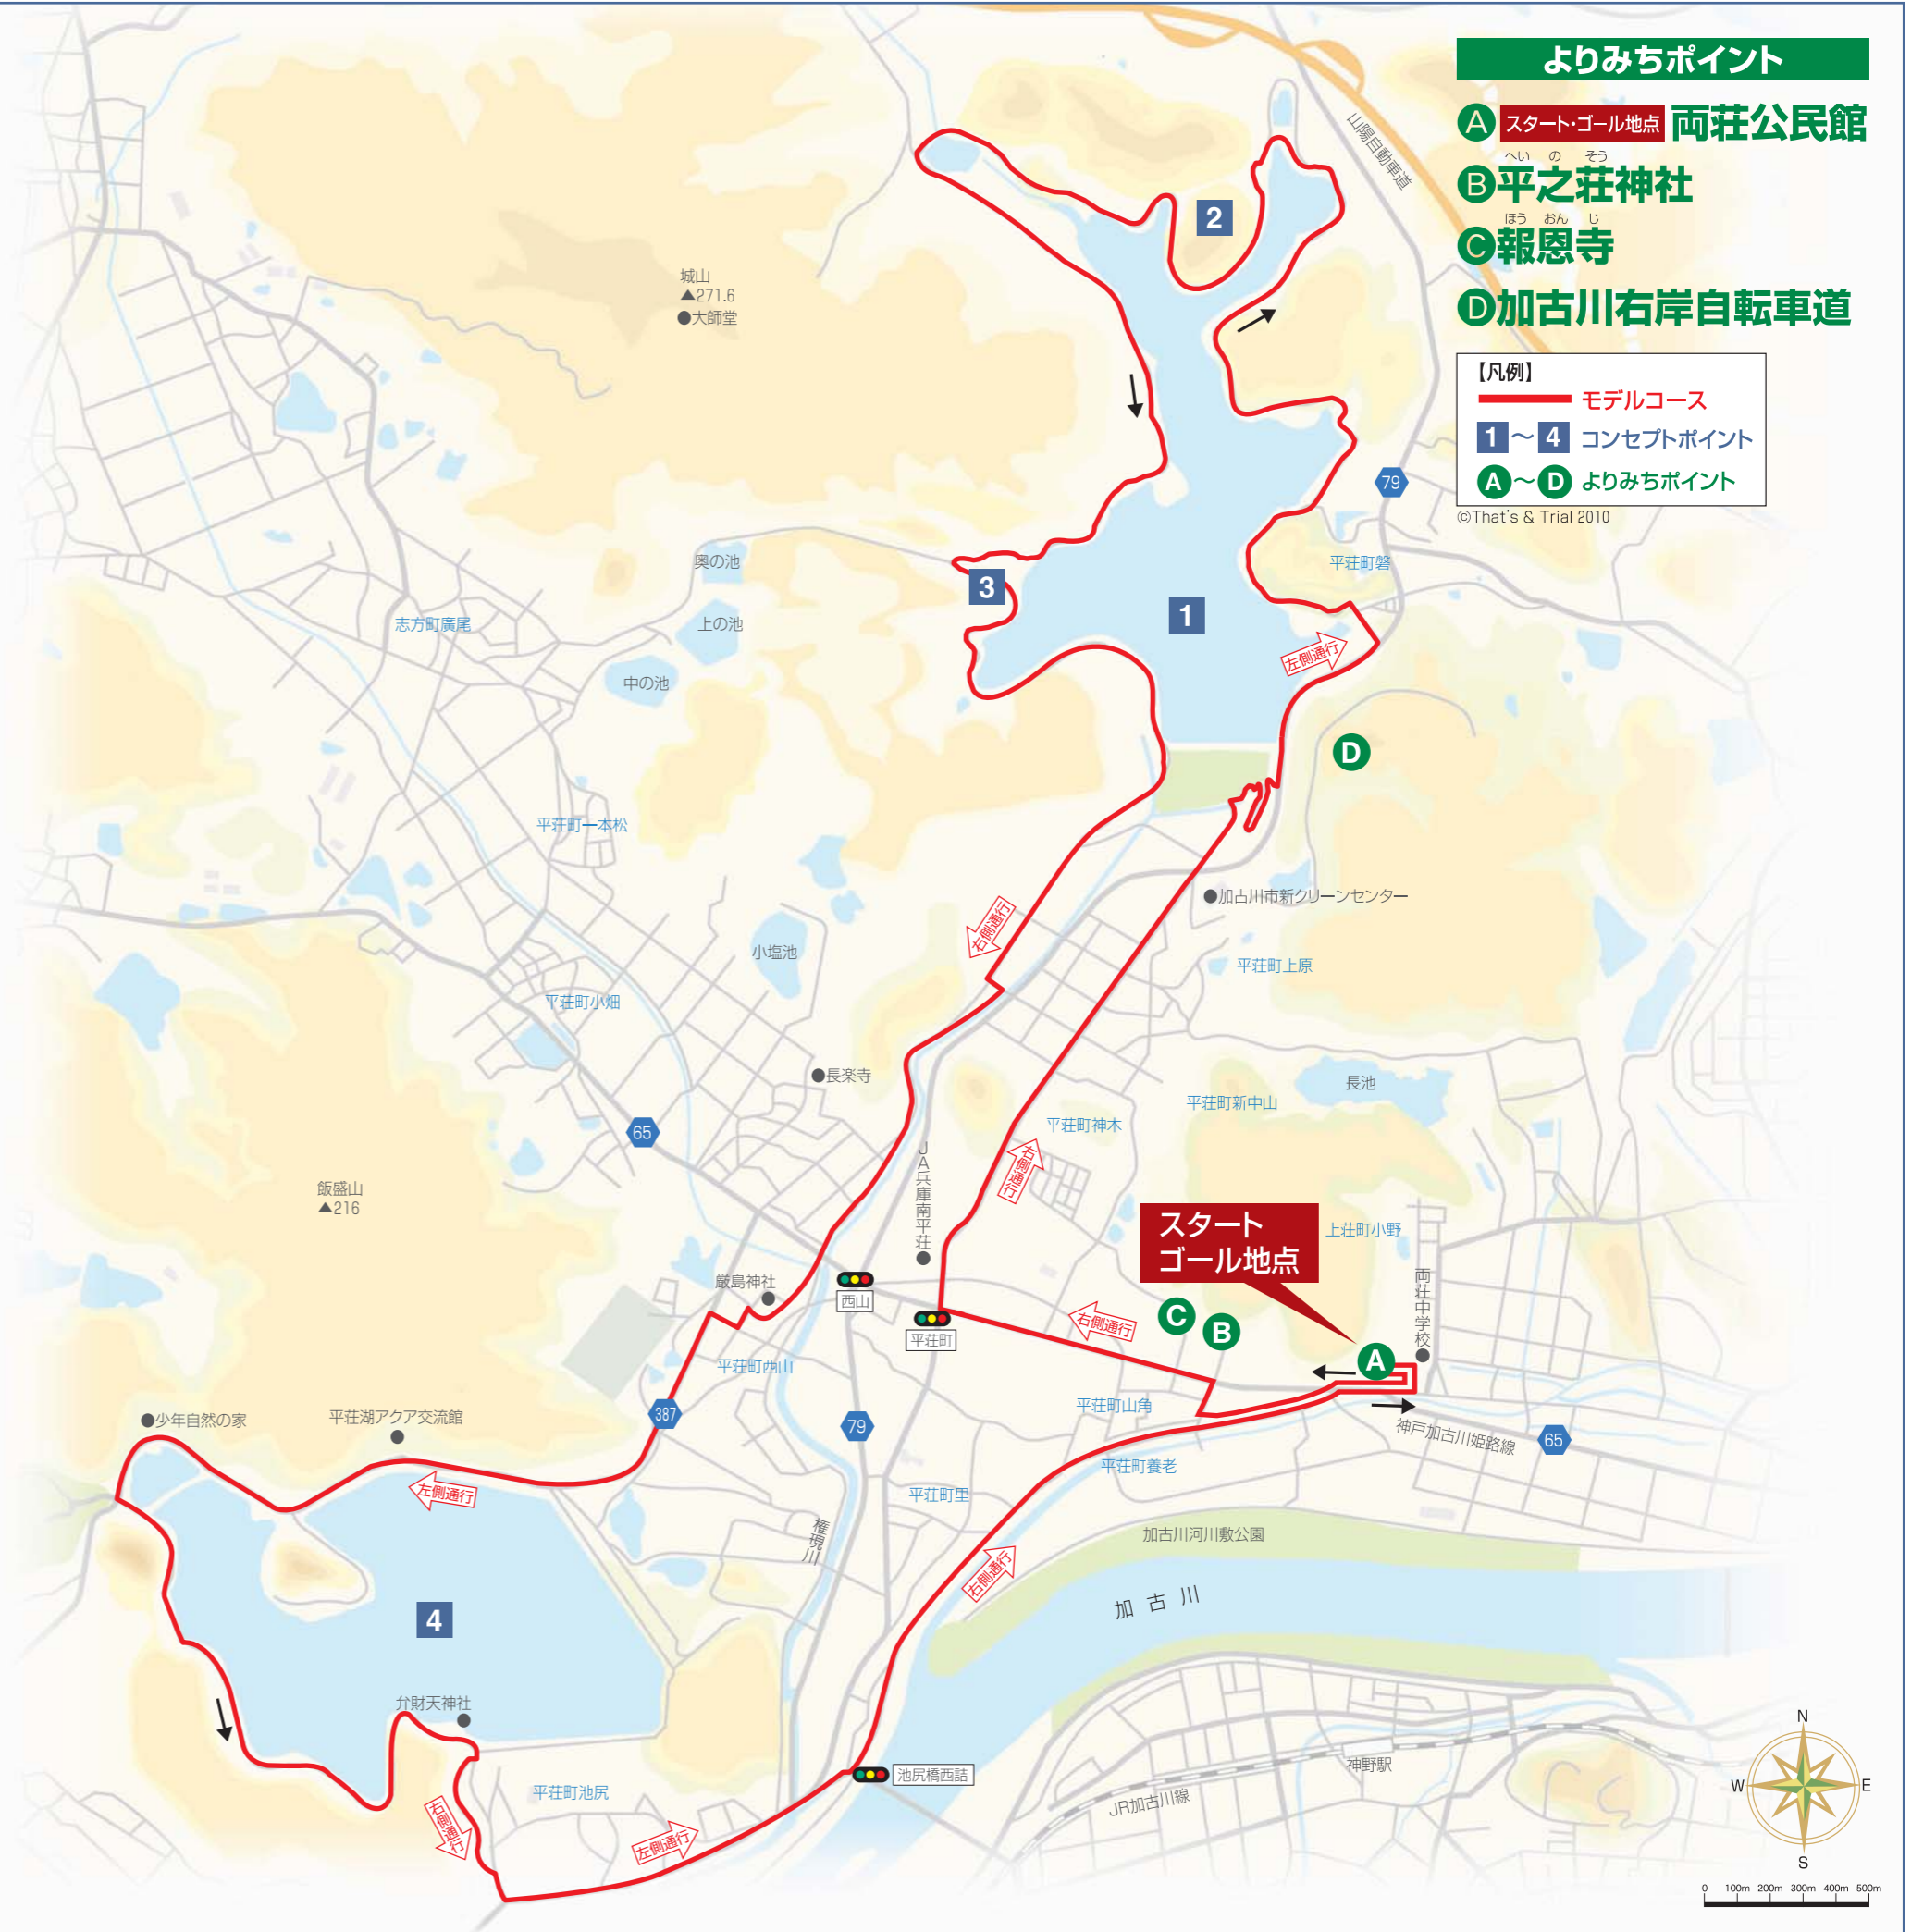 よりみちポイント
A スタート・ゴール地点 両荘公民館
へい の そう
B 平之荘神社
ほう おん じ
C 報恩寺
D 加古川右岸自転車道
【凡例】
モデルコース
1～4 コンセプトポイント
A～D よりみちポイント
©That's & Trial 2010
山陽自動車道
2
城山
▲271.6
●大師堂
79
奥の池
平荘町磐
3
1
上の池
志方町廣尾
左側通行
中の池
D
平荘町一本松
●加古川市新クリーンセンター
右側通行
小塩池
平荘町上原
平荘町小畑
●長楽寺
長池
平荘町新中山
平荘町神木
65
JA兵庫南平荘
右側通行
飯盛山
▲216
スタート
ゴール地点
上荘町小野
両荘中学校
厳島神社
西山
平荘町
右側通行
C
B
A
平荘町西山
387
79
平荘町山角
神戸加古川姫路線
65
●少年自然の家
平荘湖アクア交流館
左側通行
平荘町養老
平荘町里
権現川
加古川河川敷公園
右側通行
加古川
4
弁財天神社
池尻橋西詰
平荘町池尻
右側通行
左側通行
神野駅
JR加古川線
N
W
E
S
0 100m 200m 300m 400m 500m